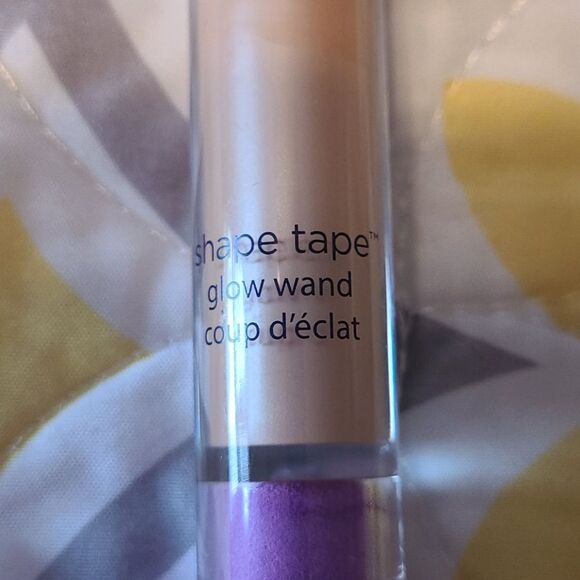 shape tape™
glow wand
coup d'éclat